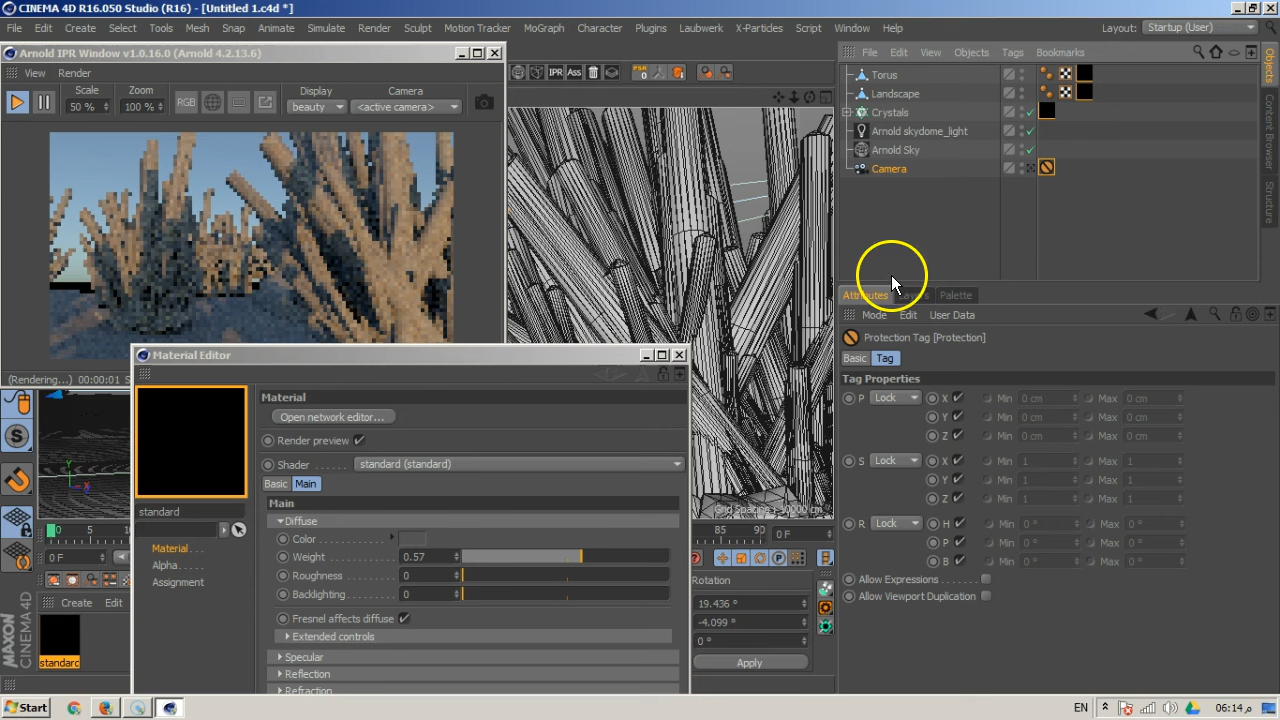 CINEMA 4D R16.050 Studio (R16) - [Untitled 1.c4d *]
File Edit Create Select Tools Mesh Snap Animate Simulate Render Sculpt Motion Tracker MoGraph Character Plugins Laubwerk X-Particles Script Window Help Layout: Startup (User)
Arnold IPR Window v1.0.16.0 (Arnold 4.2.13.6)
View Render
Scale Zoom Display Camera
50 % 100 % RGB beauty <active camera>
IPR Ass PSR
0
File Edit View Objects Tags Bookmarks
Torus
Landscape
Crystals
Arnold skydome_light
Arnold Sky
Camera
Objects
Content Browser
Structure
Attributes Layers Palette
Mode Edit User Data
Protection Tag [Protection]
Basic Tag
Tag Properties
P Lock X Min 0 cm Max 0 cm
Y Min 0 cm Max 0 cm
Z Min 0 cm Max 0 cm
S Lock X Min 1 Max 1
Y Min 1 Max 1
Z Min 1 Max 1
R Lock H Min 0 ° Max 0 °
P Min 0 ° Max 0 °
B Min 0 ° Max 0 °
Allow Expressions
Allow Viewport Duplication
(Rendering...) 00:00:01
Material Editor
Material
Open network editor...
Render preview
Shader standard (standard)
Basic Main
Main
Diffuse
Color
Weight 0.57
Roughness 0
Backlighting 0
Fresnel affects diffuse
Extended controls
Specular
Reflection
Refraction
standard
Material
Alpha
Assignment
0 5
0 F
Create Edit
standard
MAXON
CINEMA 4D
85 90 0 F
Rotation
19.436 °
-4.099 °
0 °
Apply
Start EN 06:14 م